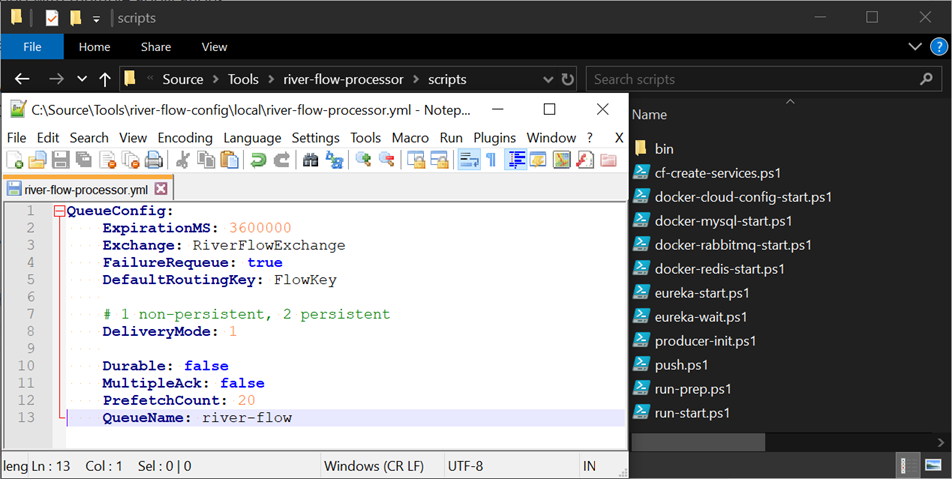 scripts
File Home Share View
Source Tools river-flow-processor scripts Search scripts
C:\Source\Tools\river-flow-config\local\river-flow-processor.yml - Notep...
File Edit Search View Encoding Language Settings Tools Macro Run Plugins Window ? X
river-flow-processor.yml
1 QueueConfig:
2 ExpirationMS: 3600000
3 Exchange: RiverFlowExchange
4 FailureRequeue: true
5 DefaultRoutingKey: FlowKey
6
7 # 1 non-persistent, 2 persistent
8 DeliveryMode: 1
9
10 Durable: false
11 MultipleAck: false
12 PrefetchCount: 20
13 QueueName: river-flow
leng Ln : 13 Col : 1 Sel : 0 | 0 Windows (CR LF) UTF-8 IN
Name
bin
cf-create-services.ps1
docker-cloud-config-start.ps1
docker-mysql-start.ps1
docker-rabbitmq-start.ps1
docker-redis-start.ps1
eureka-start.ps1
eureka-wait.ps1
producer-init.ps1
push.ps1
run-prep.ps1
run-start.ps1